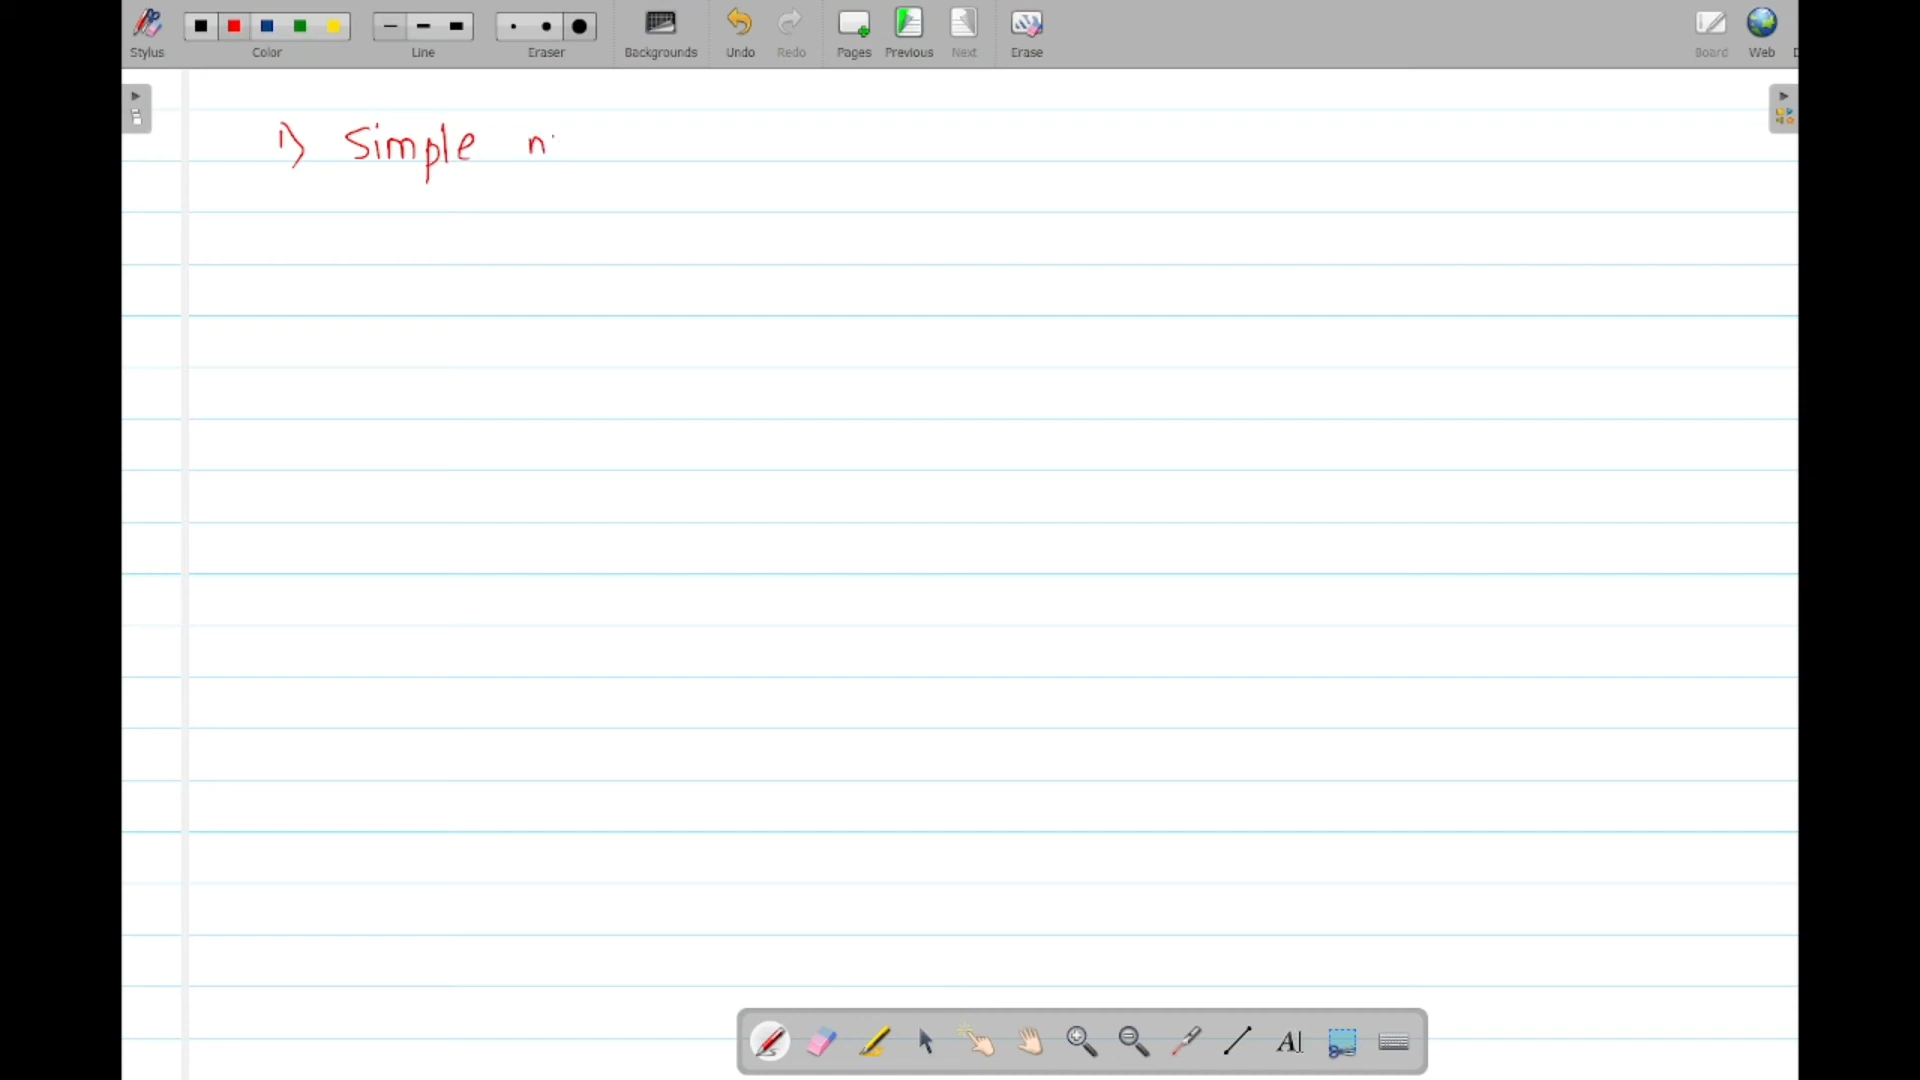 Stylus
Color
Line
Eraser
Backgrounds
Undo
Redo
Pages
Previous
Next
Erase
Board
Web
1) Simple n